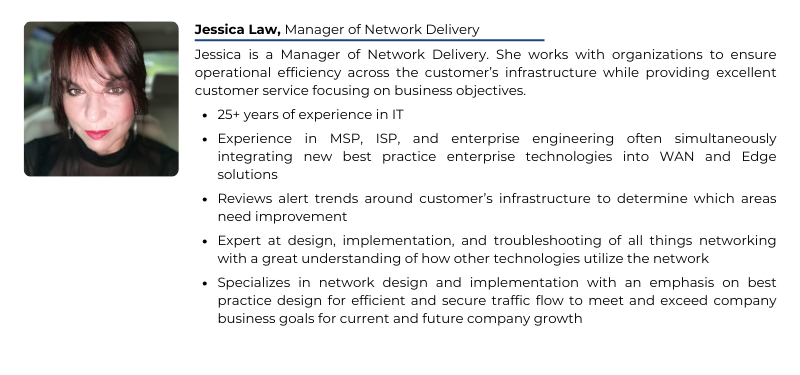 Jessica Law, Manager of Network Delivery
Jessica is a Manager of Network Delivery. She works with organizations to ensure
operational efficiency across the customer's infrastructure while providing excellent
customer service focusing on business objectives.
• 25+ years of experience in IT
• Experience in MSP, ISP, and enterprise engineering often simultaneously
integrating new best practice enterprise technologies into WAN and Edge
solutions
• Reviews alert trends around customer's infrastructure to determine which areas
need improvement
• Expert at design, implementation, and troubleshooting of all things networking
with a great understanding of how other technologies utilize the network
• Specializes in network design and implementation with an emphasis on best
practice design for efficient and secure traffic flow to meet and exceed company
business goals for current and future company growth